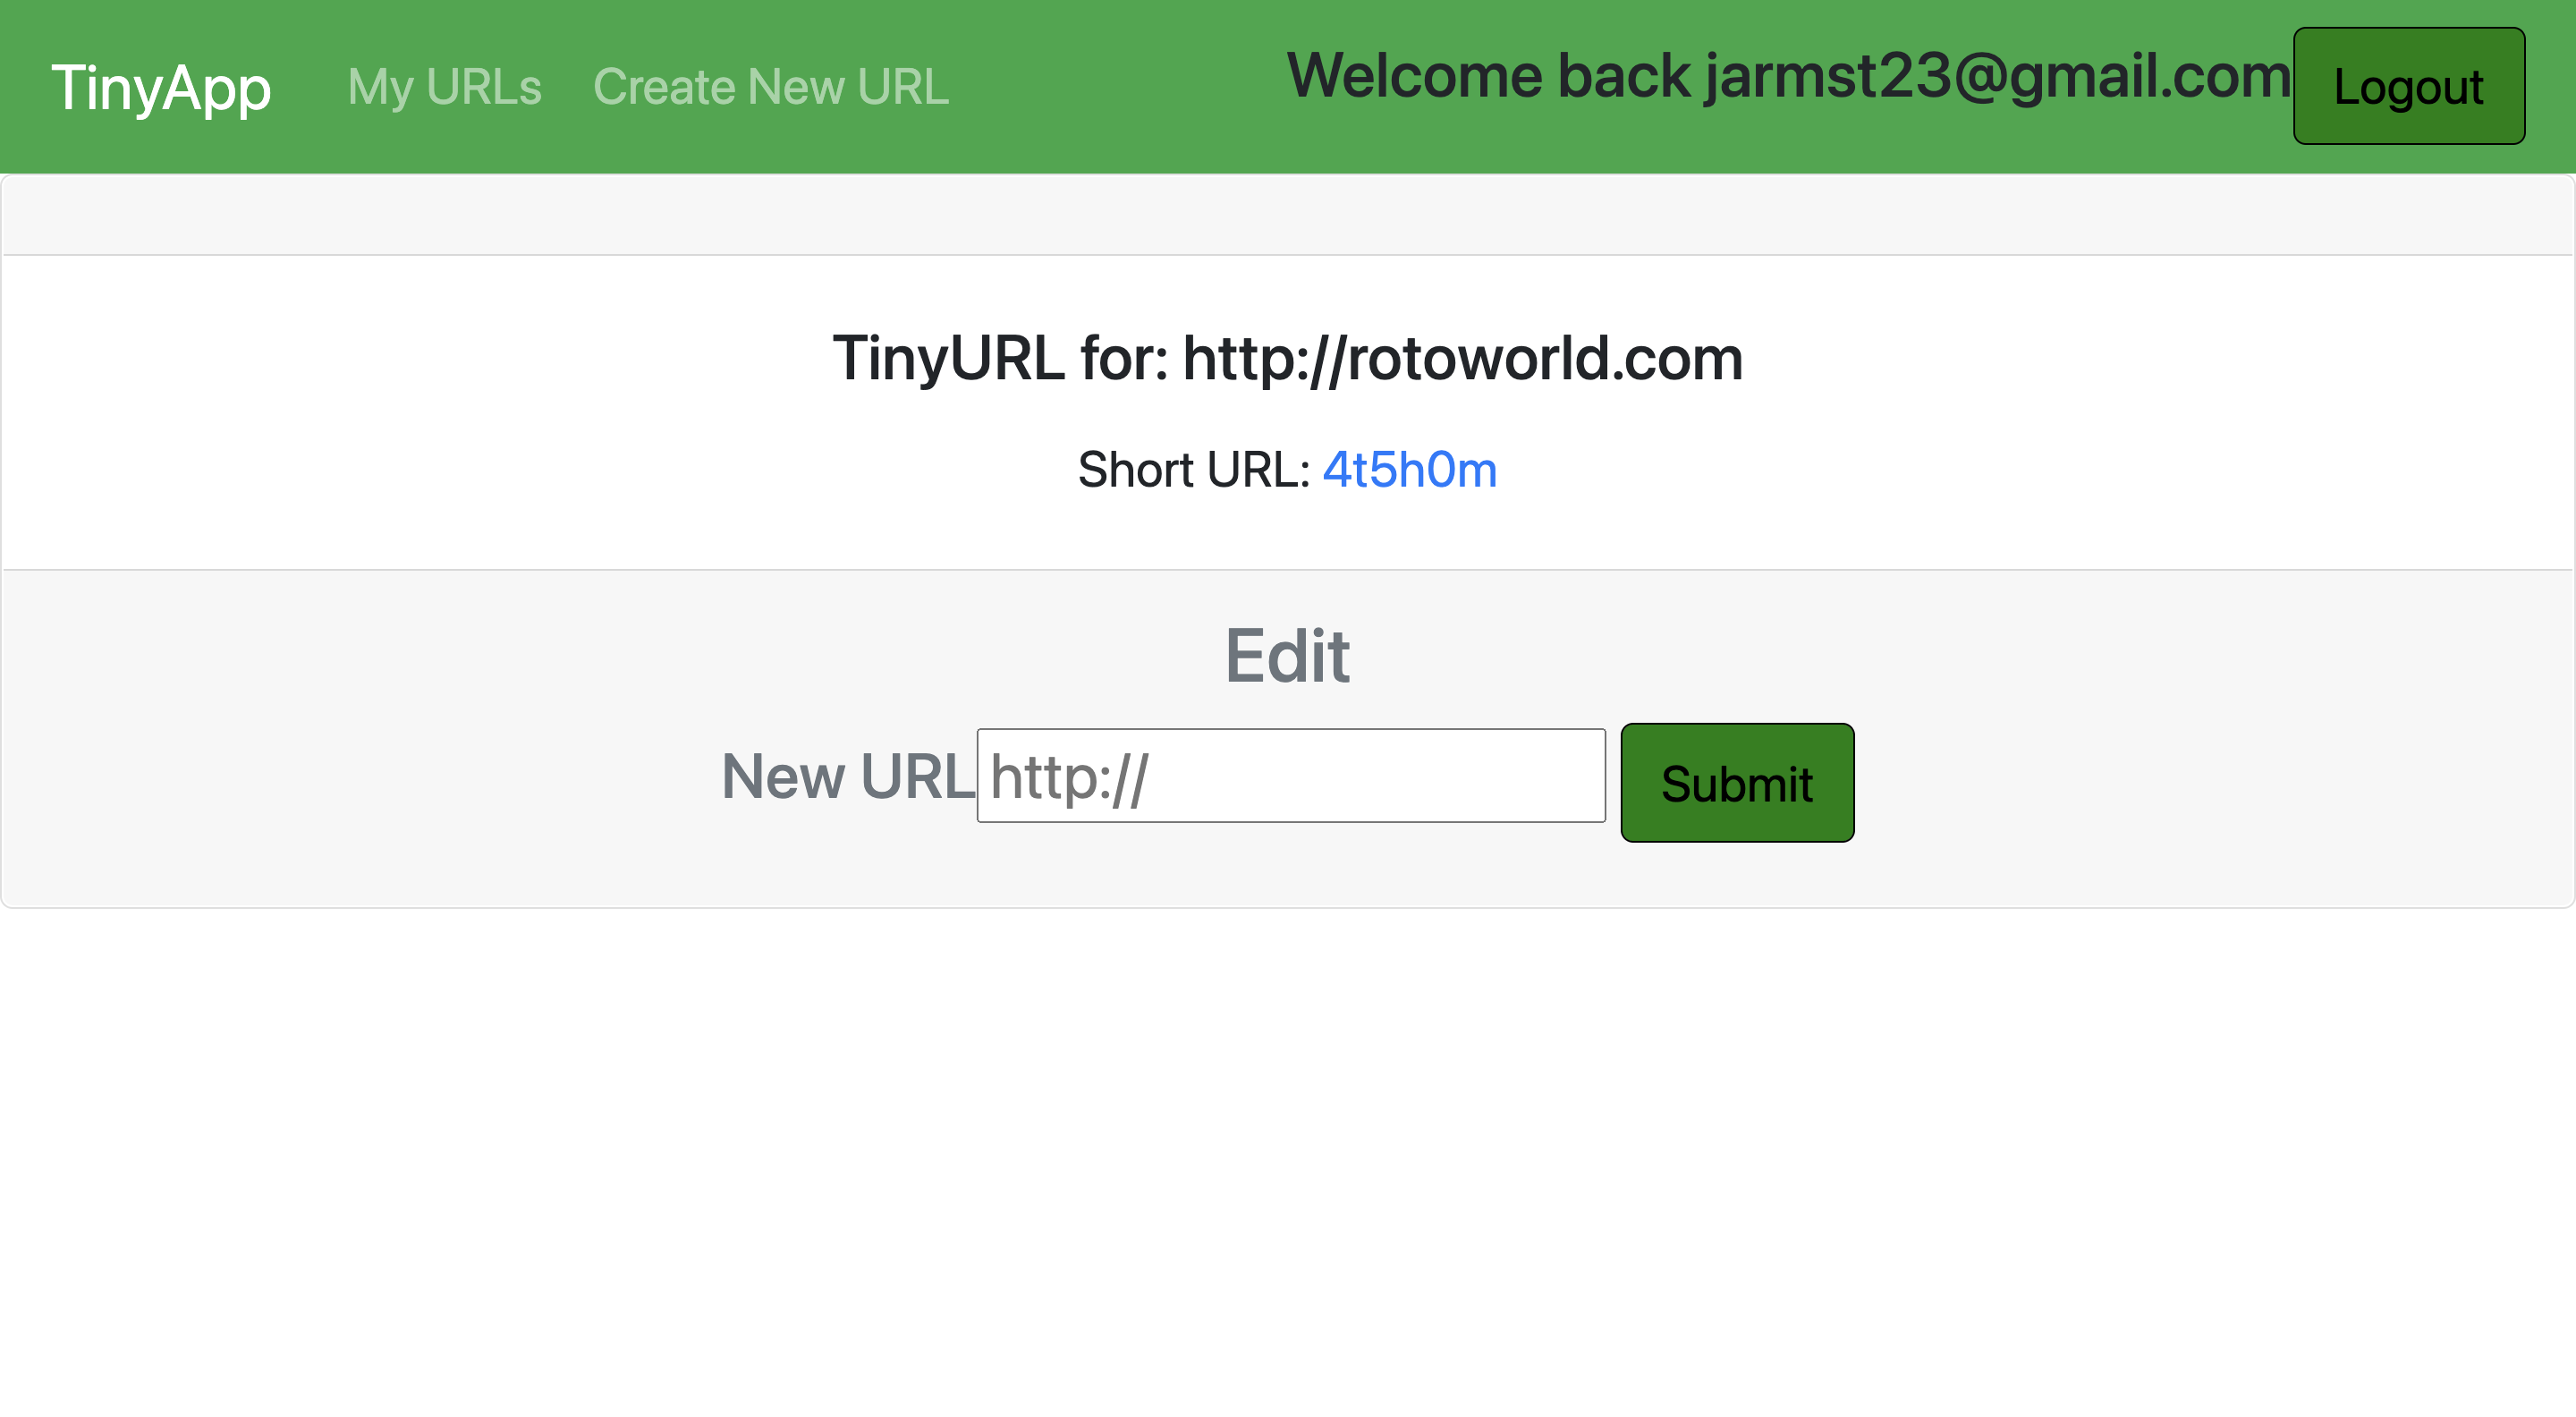 TinyApp My URLs Create New URL Welcome back jarmst23@gmail.com Logout
TinyURL for: http://rotoworld.com
Short URL: 4t5h0m
Edit
New URL http:// Submit